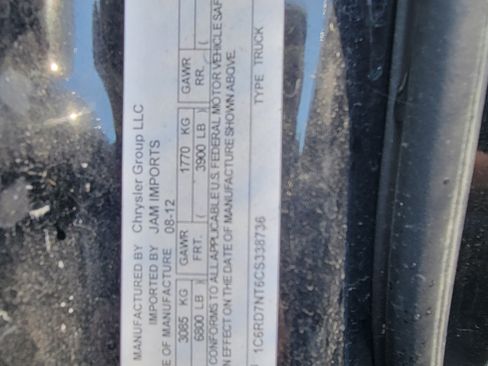 MANUFACTURED BY Chrysler Group LLC
IMPORTED BY JAM IMPORTS
E OF MANUFACTURE 08-12
GAWR GAWR
3085 KG FRT. 1770 KG RR.
6800 LB ) ( 3900 LB ) (
CONFORMS TO ALL APPLICABLE U.S. FEDERAL MOTOR VEHICLE SAF
N EFFECT ON THE DATE OF MANUFACTURE SHOWN ABOVE.
1C6RD7NT6CS338736 TYPE TRUCK